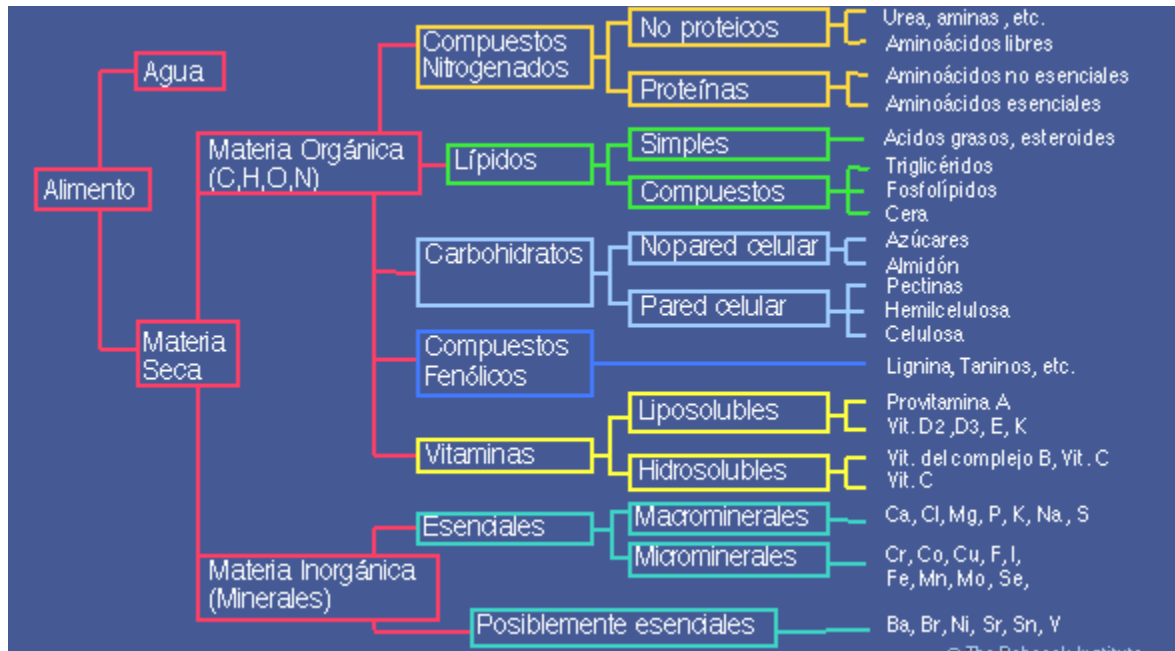 Alimento
Agua
Materia
Seca
Materia Orgánica
(C,H,O,N)
Compuestos
Nitrogenados
No proteicos
Urea, aminas , etc.
Aminoácidos libres
Proteínas
Aminoácidos no esenciales
Aminoácidos esenciales
Lípidos
Simples
Acidos grasos, esteroides
Compuestos
Triglicéridos
Fosfolípidos
Cera
Carbohidratos
Nopared celular
Azúcares
Almidón
Pared celular
Pectinas
Hemilcelulosa
Celulosa
Compuestos
Fenólicos
Lignina, Taninos, etc.
Vitaminas
Liposolubles
Provitamina A
Vit. D2 ,D3, E, K
Hidrosolubles
Vit. del complejo B, Vit. C
Vit. C
Materia Inorgánica
(Minerales)
Esenciales
Macrominerales
Ca, Cl, Mg, P, K, Na , S
Microminerales
Cr, Co, Cu, F, I,
Fe, Mn, Mo, Se,
Posiblemente esenciales
Ba, Br, Ni, Sr, Sn, V